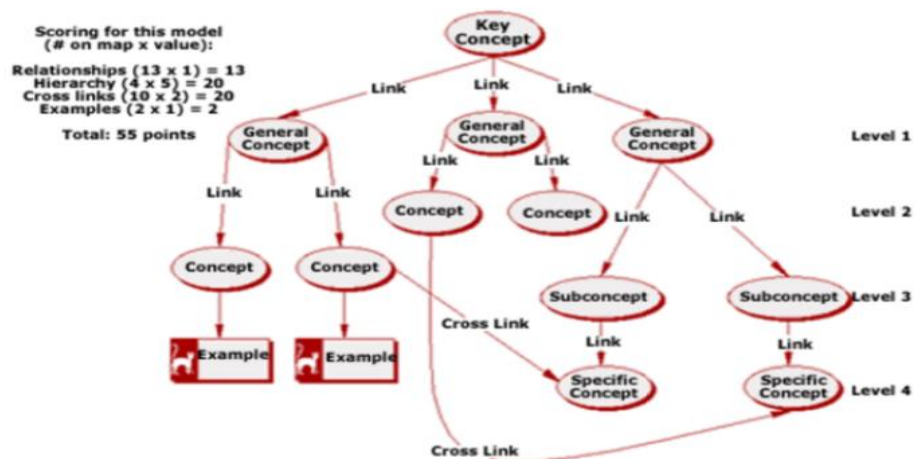 Scoring for this model
(# on map x value):
Relationships (13 x 1) = 13
Hierarchy (4 x 5) = 20
Cross links (10 x 2) = 20
Examples (2 x 1) = 2
Total: 55 points
Key
Concept
Link
Link
Link
General
Concept
General
Concept
General
Concept
Level 1
Link
Link
Link
Link
Link
Link
Concept
Concept
Level 2
Concept
Concept
Subconcept
Subconcept
Level 3
Cross Link
Link
Link
Example
Example
Specific
Concept
Specific
Concept
Level 4
Cross Link